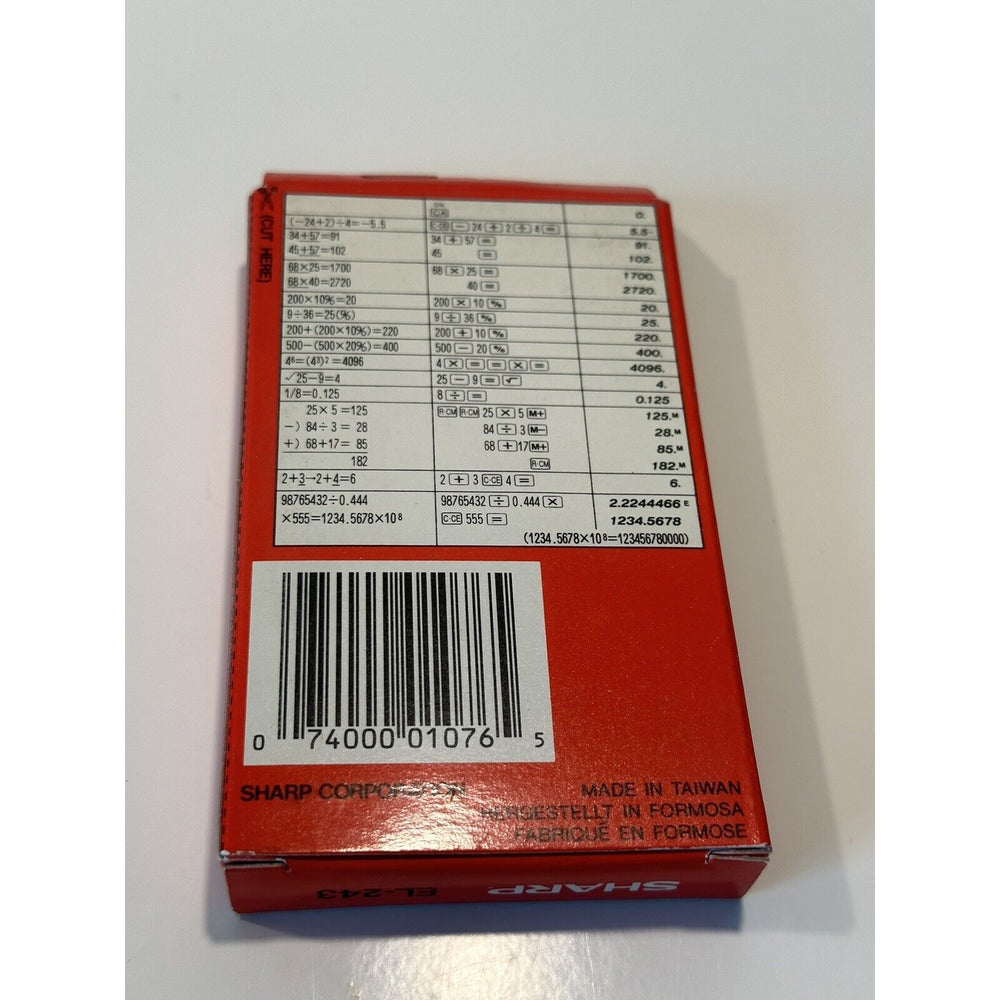 (CUT HERE)
ON
CA 0.
(−24+2)÷4=−5.5 C·CE − 24 + 2 ÷ 4 = 5.5−
34+57=91 34 + 57 = 91.
45+57=102 45 = 102.
68×25=1700 68 × 25 = 1700.
68×40=2720 40 = 2720.
200×10%=20 200 × 10 % 20.
9÷36=25(%) 9 ÷ 36 % 25.
200+(200×10%)=220 200 + 10 % 220.
500−(500×20%)=400 500 − 20 % 400.
4⁶=(4³)²=4096 4 × = = × = 4096.
√25−9=4 25 − 9 = √ 4.
1/8=0.125 8 ÷ = 0.125
25×5=125 R·CM R·CM 25 × 5 M+ 125.M
−) 84÷3= 28 84 ÷ 3 M− 28.M
+) 68+17= 85 68 + 17 M+ 85.M
182 R·CM 182.M
2+3→2+4=6 2 + 3 C·CE 4 = 6.
98765432÷0.444 98765432 ÷ 0.444 × 2.2244466 E
×555=1234.5678×10⁸ C·CE 555 = 1234.5678
(1234.5678×10⁸=123456780000)
0 74000 01076 5
SHARP CORPORATION
MADE IN TAIWAN
HERGESTELLT IN FORMOSA
FABRIQUÉ EN FORMOSE
SHARP
EL-243